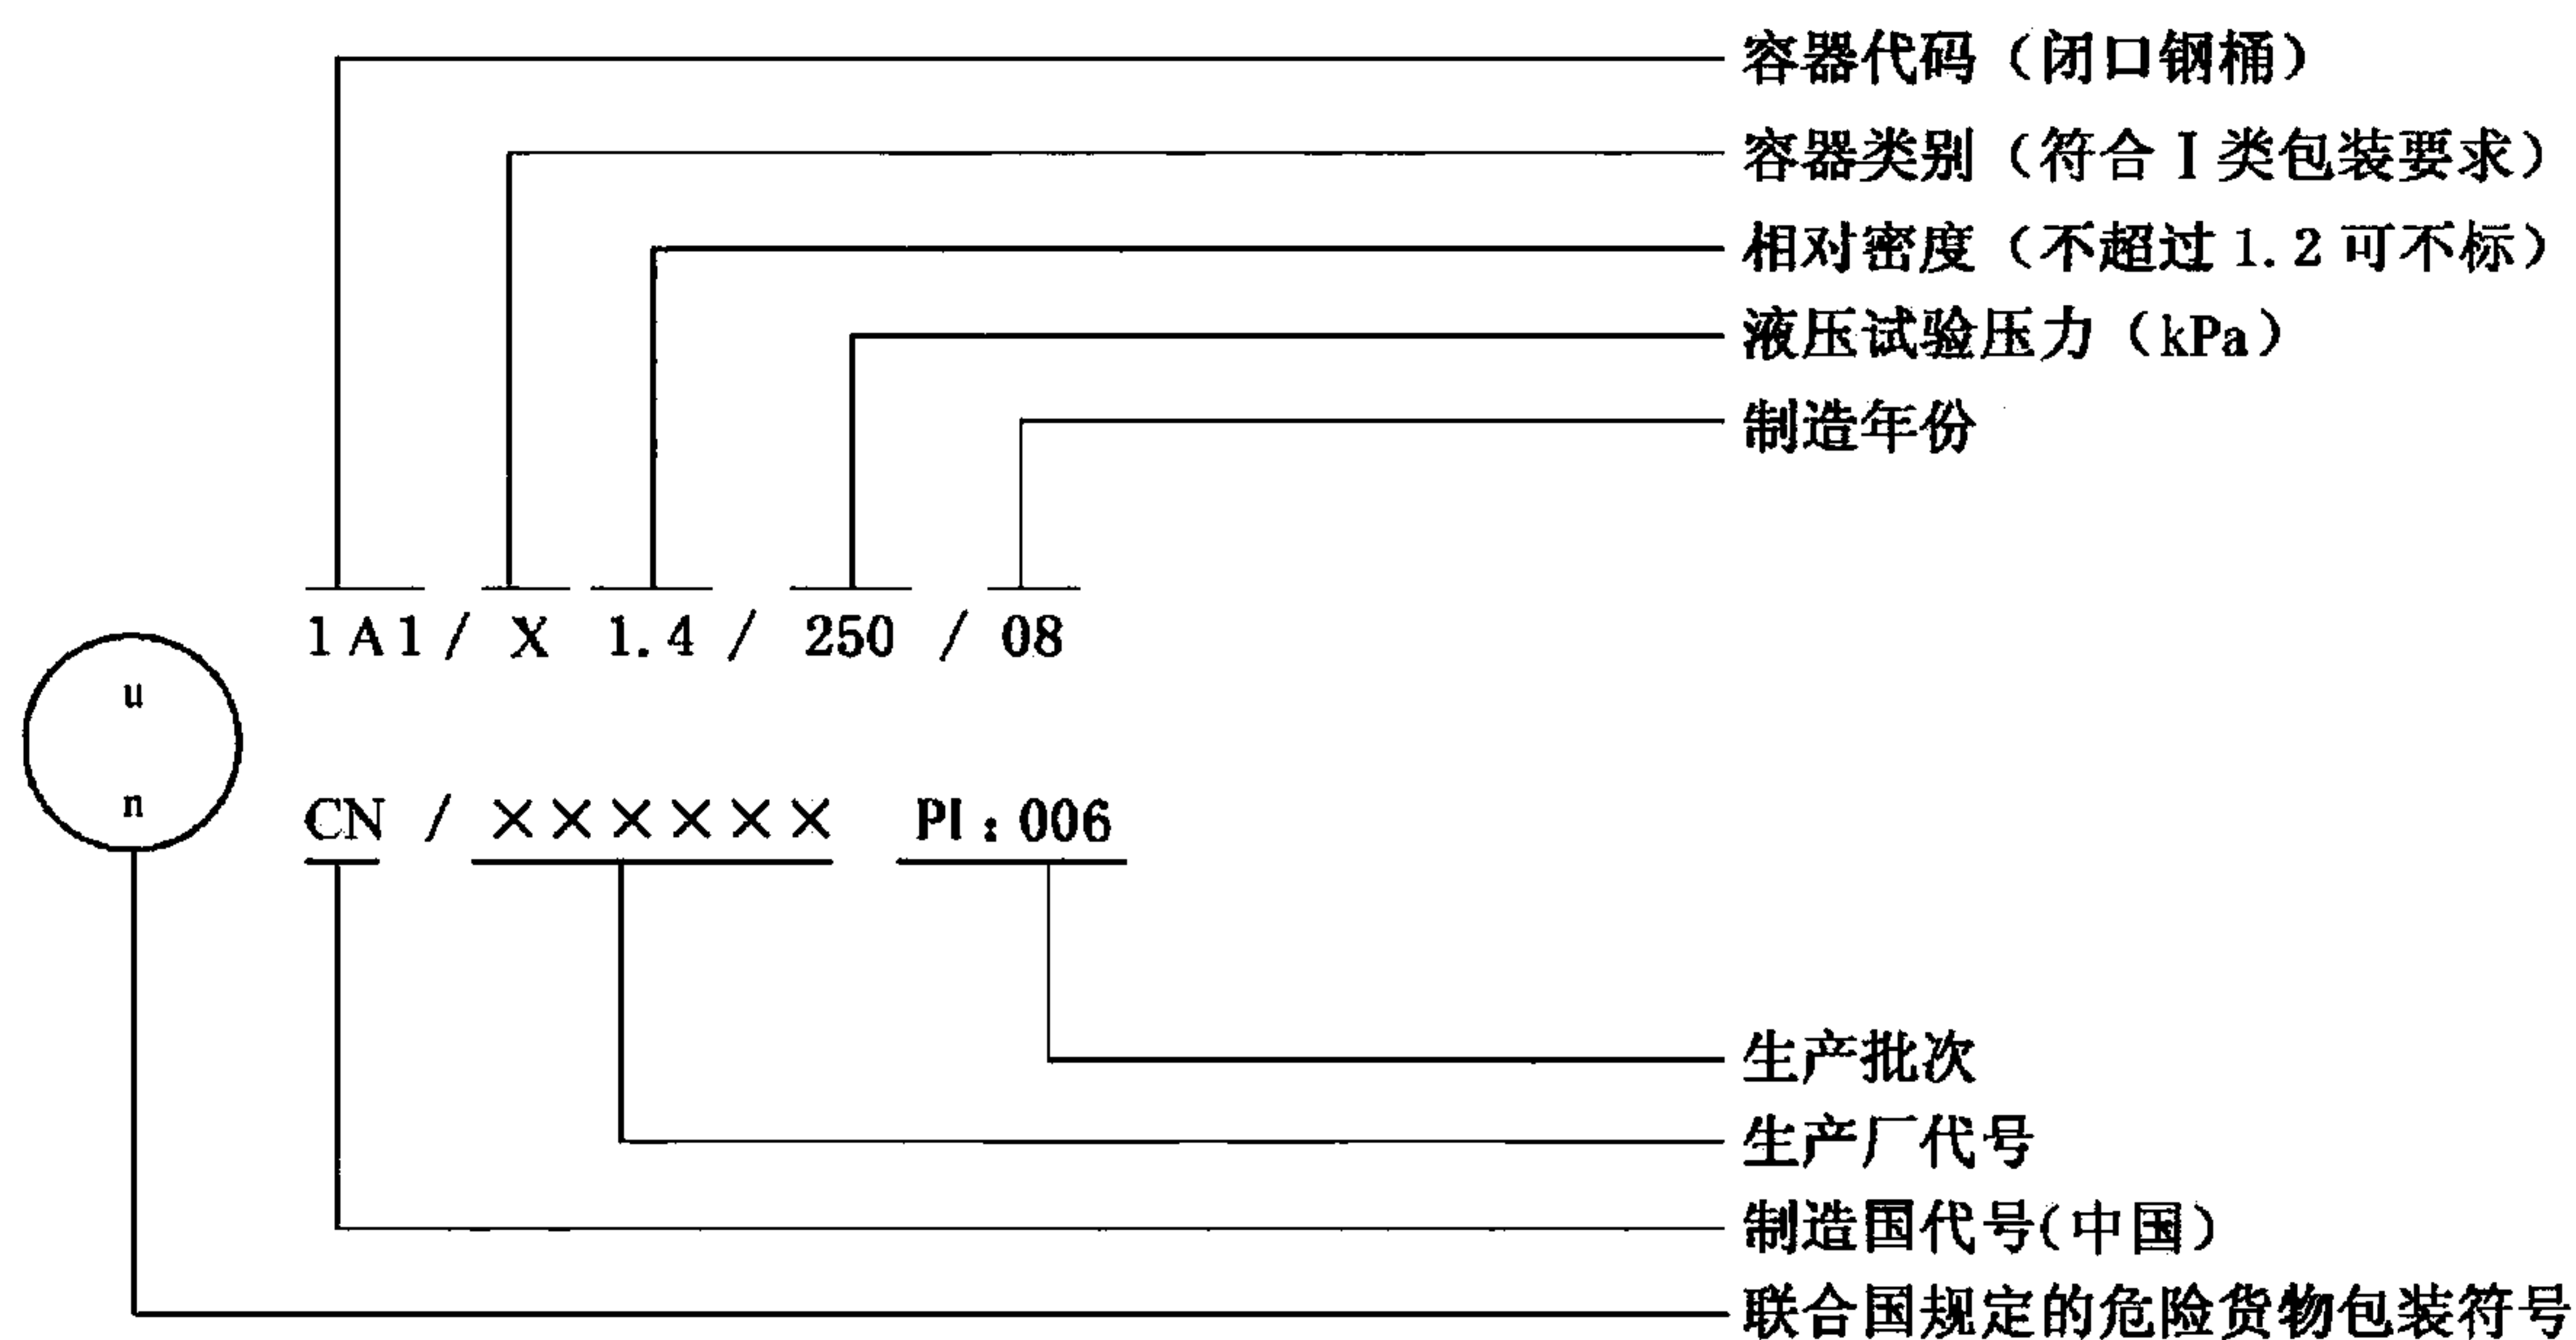 容器代码（闭口钢桶）
容器类别（符合 I 类包装要求）
相对密度（不超过 1.2 可不标）
液压试验压力（kPa）
制造年份
1A1/ X 1.4 / 250 / 08
u
n
CN / ×××××× PI：006
生产批次
生产厂代号
制造国代号(中国)
联合国规定的危险货物包装符号